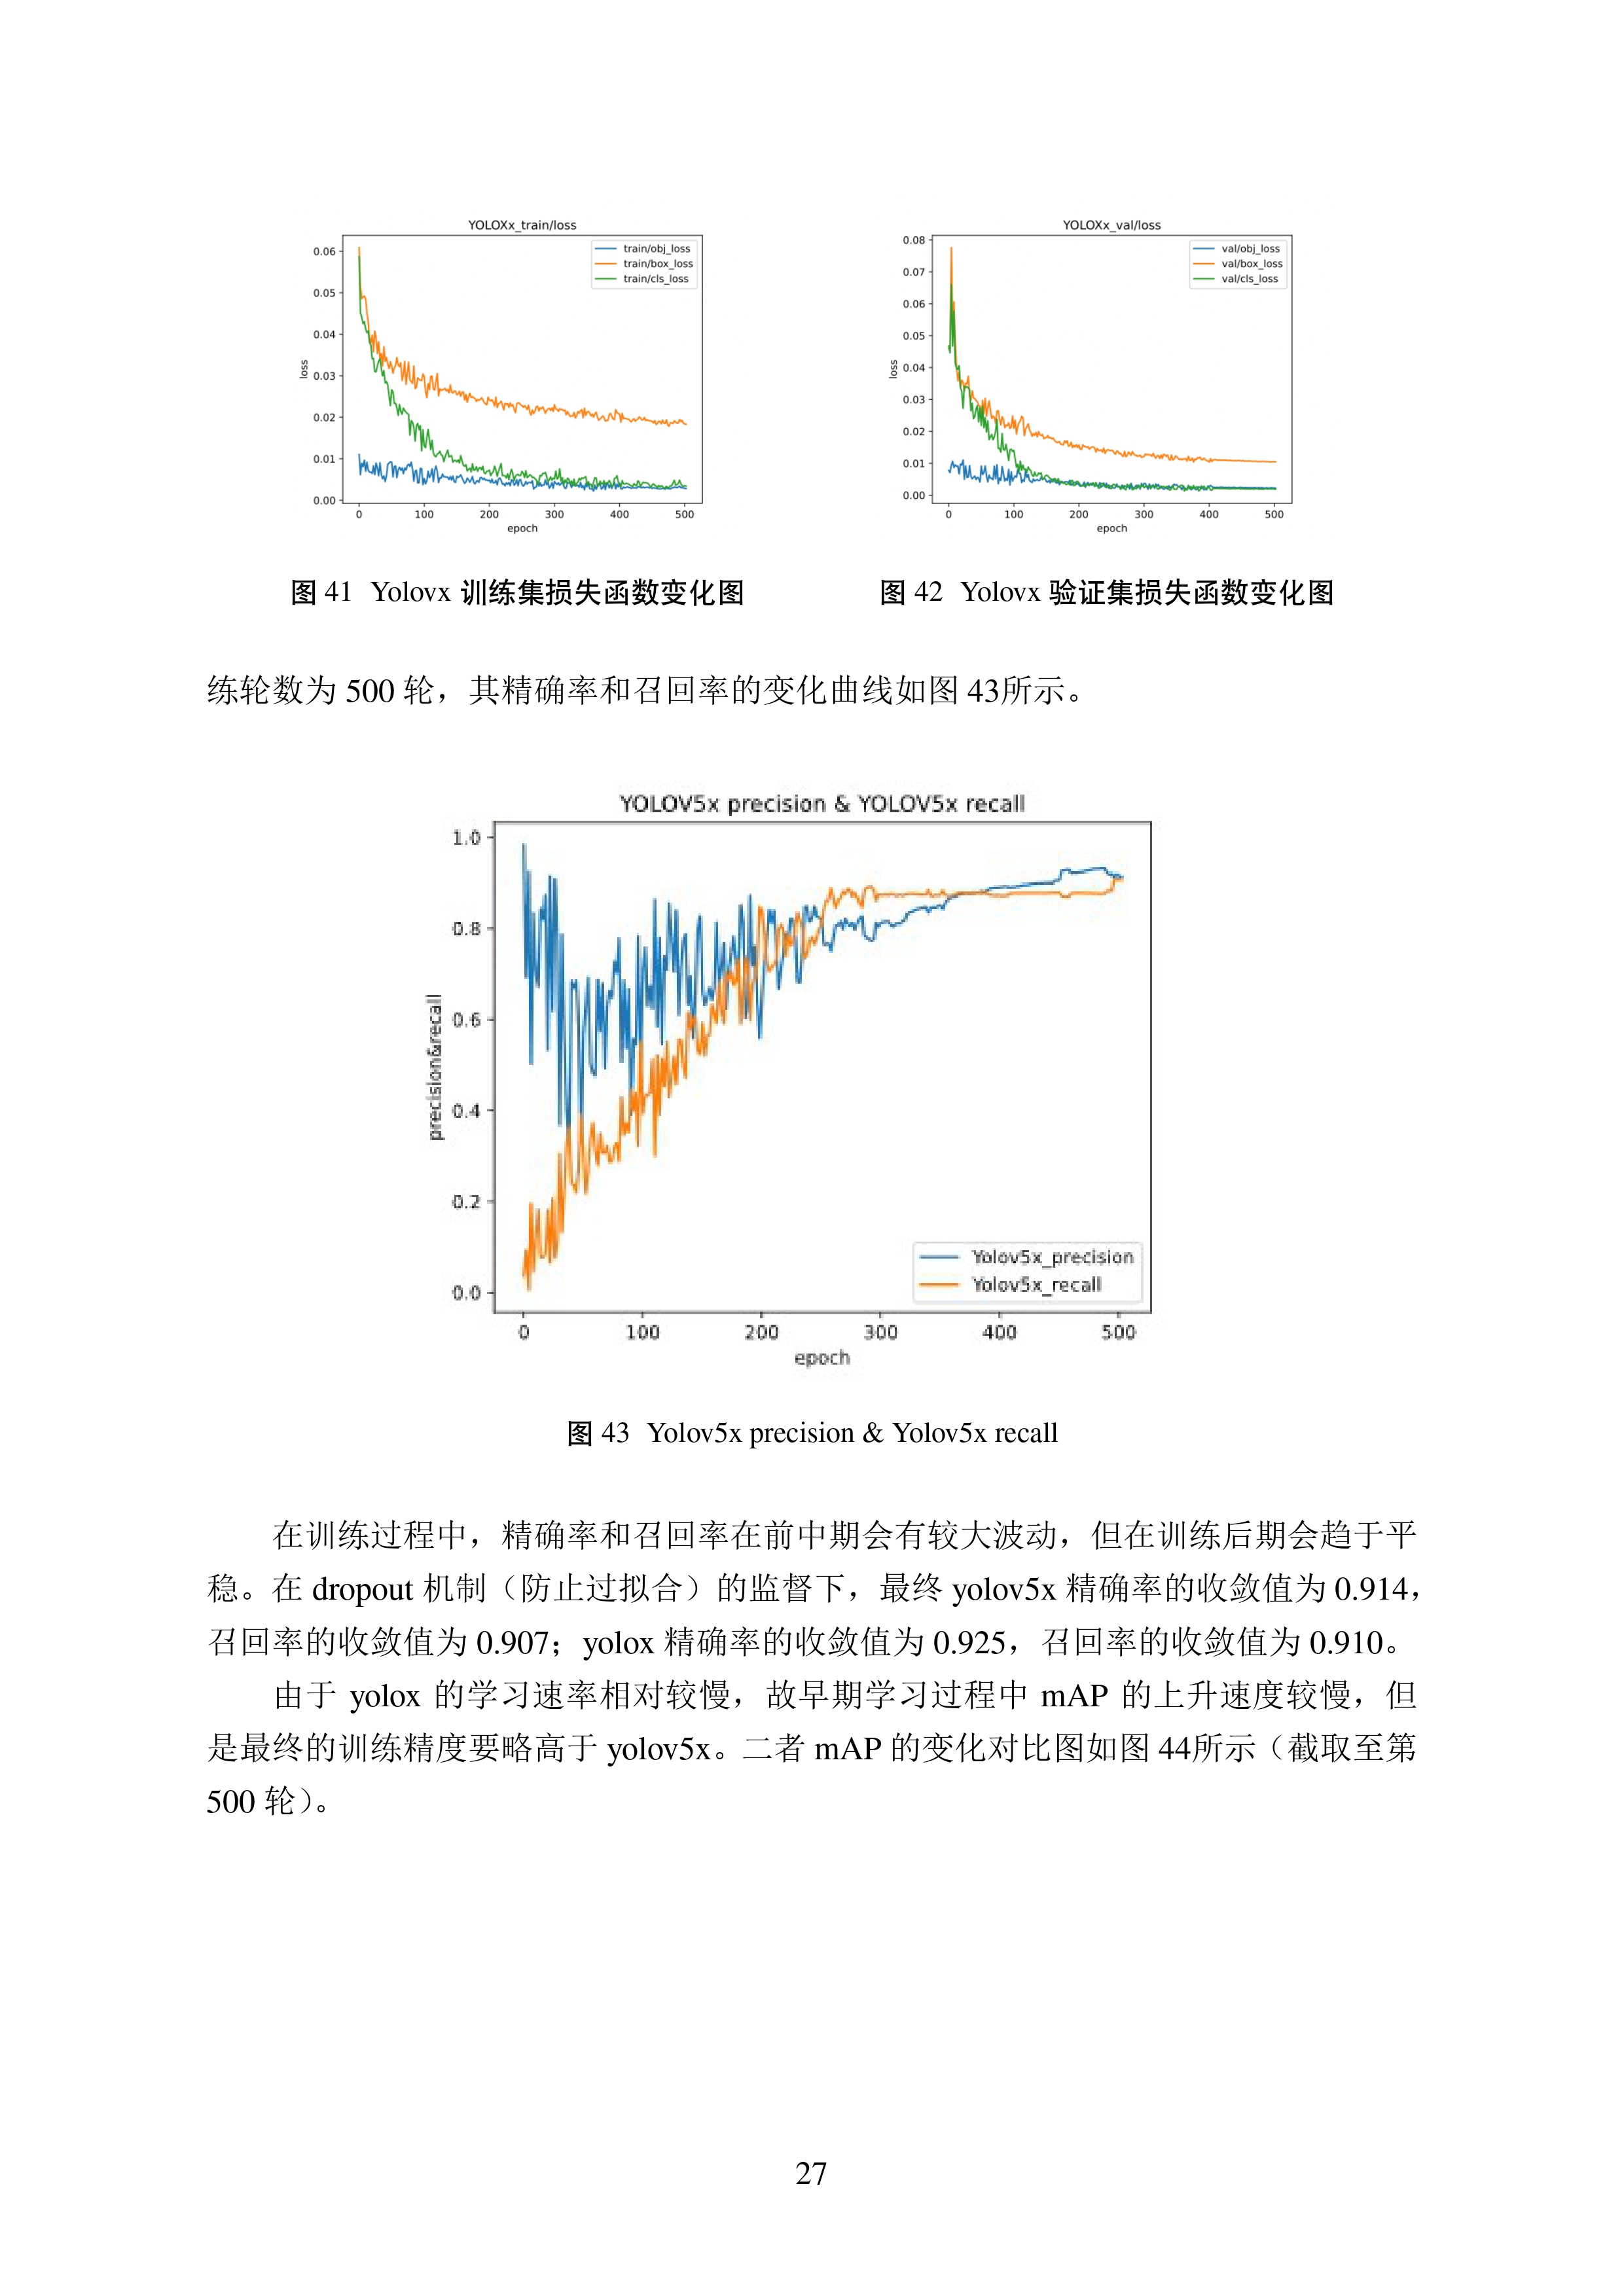 YOLOXx_train/loss
train/obj_loss
train/box_loss
train/cls_loss
0.06
0.05
0.04
0.03
0.02
0.01
0.00
loss
0 100 200 300 400 500
epoch
YOLOXx_val/loss
val/obj_loss
val/box_loss
val/cls_loss
0.08
0.07
0.06
0.05
0.04
0.03
0.02
0.01
0.00
loss
0 100 200 300 400 500
epoch
图 41 Yolovx 训练集损失函数变化图
图 42 Yolovx 验证集损失函数变化图
练轮数为 500 轮，其精确率和召回率的变化曲线如图 43所示。
YOLOV5x precision & YOLOV5x recall
1.0
0.8
0.6
0.4
0.2
0.0
precision&recall
Yolov5x_precision
Yolov5x_recall
0 100 200 300 400 500
epoch
图 43 Yolov5x precision & Yolov5x recall
在训练过程中，精确率和召回率在前中期会有较大波动，但在训练后期会趋于平
稳。在 dropout 机制（防止过拟合）的监督下，最终 yolov5x 精确率的收敛值为 0.914，
召回率的收敛值为 0.907；yolox 精确率的收敛值为 0.925，召回率的收敛值为 0.910。
由于 yolox 的学习速率相对较慢，故早期学习过程中 mAP 的上升速度较慢，但
是最终的训练精度要略高于 yolov5x。二者 mAP 的变化对比图如图 44所示（截取至第
500 轮）。
27